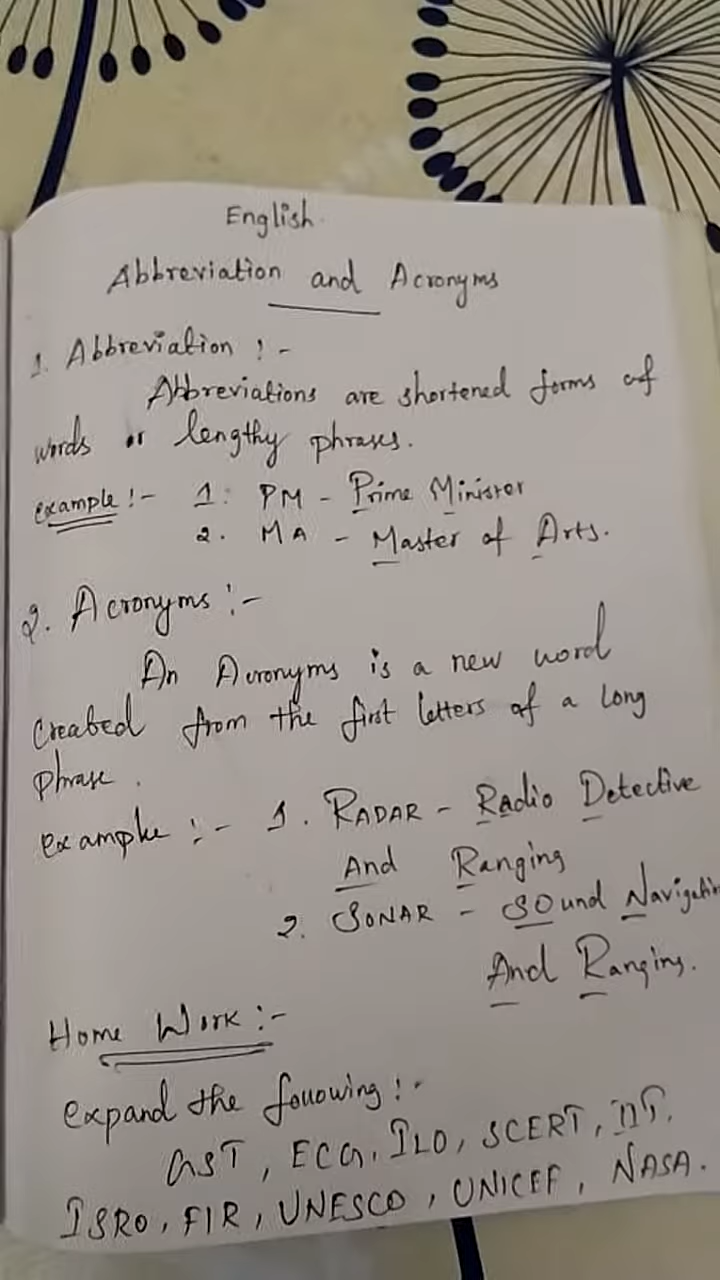 English.
Abbreviation and Acronyms
1. Abbreviation :-
Abbreviations are shortened forms of
words or lengthy phrases.
example :- 1. PM - Prime Minister
2. MA - Master of Arts.
2. Acronyms :-
An Acronyms is a new word
created from the first letters of a long
phrase.
example :- 1. RADAR - Radio Detective
And Ranging
2. SONAR - SOund Navigatin
And Ranging.
Home Work :-
Expand the following :-
GST, ECG, ILO, SCERT,
ISRO, FIR, UNESCO, UNICEF, NASA.